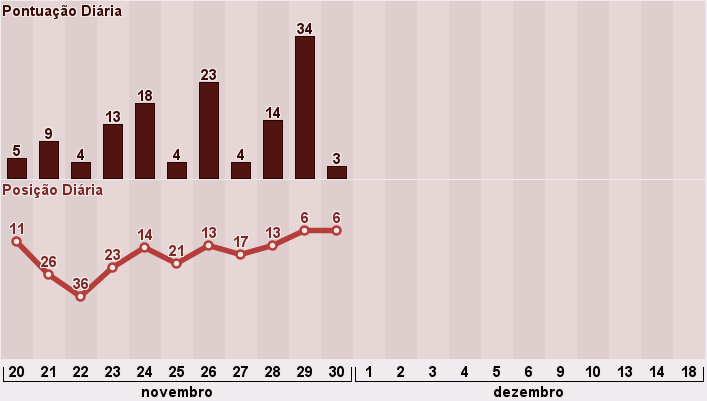 Pontuação Diária
5 9 4 13 18 4 23 4 14 34 3
Posição Diária
11 26 36 23 14 21 13 17 13 6 6
20 21 22 23 24 25 26 27 28 29 30 1 2 3 4 5 6 9 10 13 14 18
novembro dezembro